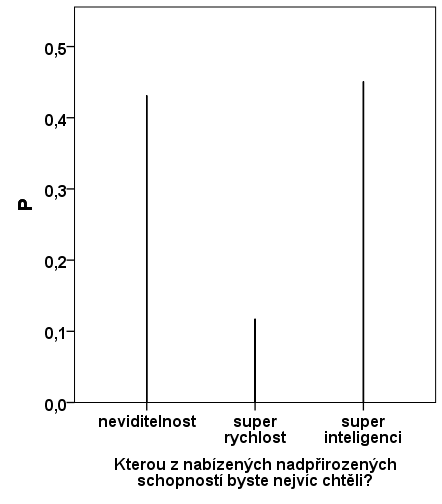 0,5
0,4
0,3
P
0,2
0,1
0,0
neviditelnost super super
rychlost inteligenci
Kterou z nabízených nadpřirozených
schopností byste nejvíc chtěli?